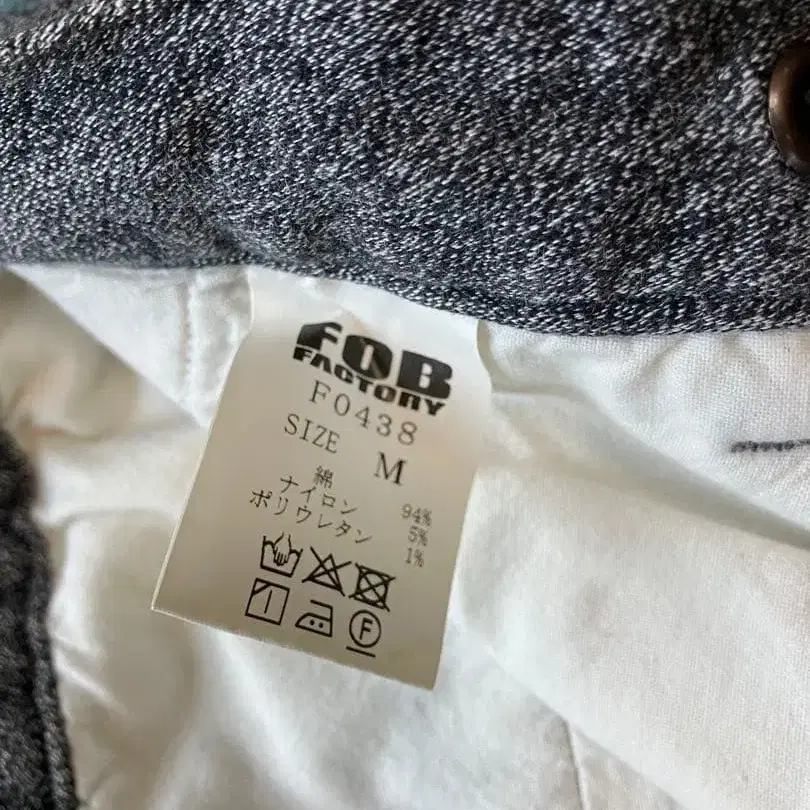 FOB
FACTORY
F0438
SIZE M
綿 94%
ナイロン 5%
ポリウレタン 1%
F